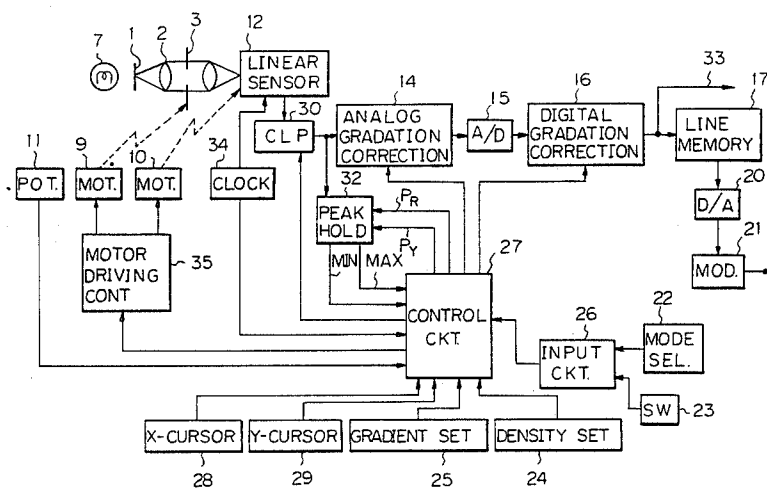 3
12
7
1
2
LINEAR
SENSOR
33
14
16
17
30
15
ANALOG
GRADATION
CORRECTION
A/D
DIGITAL
GRADATION
CORRECTION
LINE
MEMORY
CLP
11
9
10
34
POT.
MOT.
MOT.
CLOCK
32
PEAK
HOLD
PR
PY
20
D/A
21
MOD.
MOTOR
DRIVING
CONT
35
MIN
MAX
27
CONTROL
CKT.
26
INPUT
CKT.
22
MODE
SEL.
SW
23
X-CURSOR
Y-CURSOR
GRADIENT SET
DENSITY SET
28
29
25
24